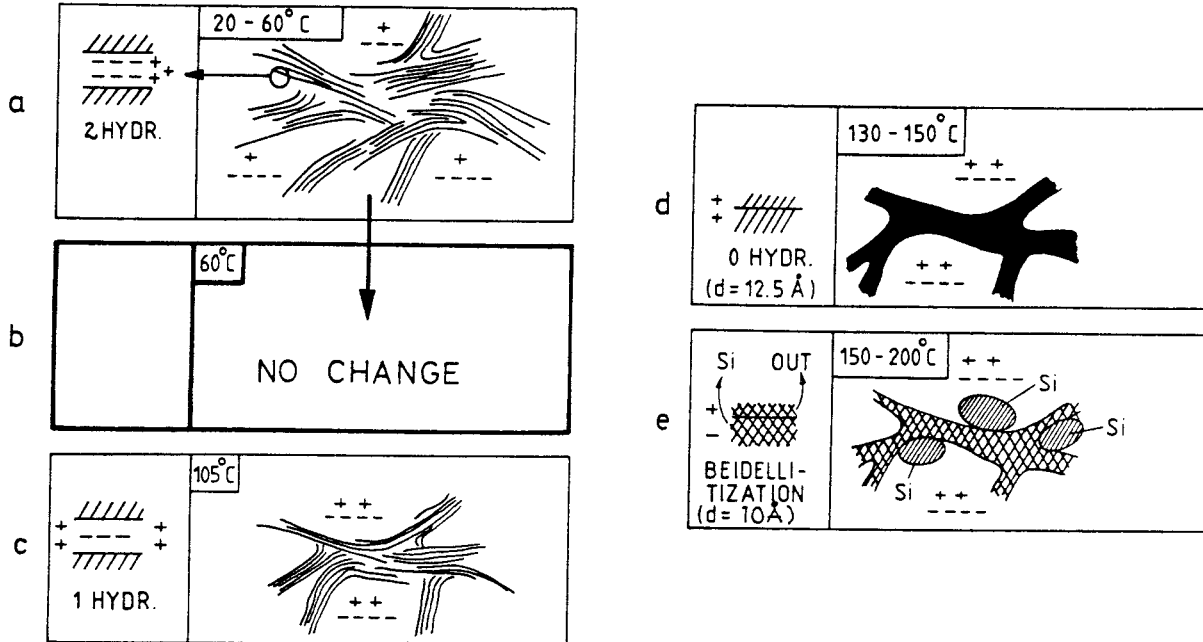 a
20 - 60°C
2 HYDR.
b
60°C
NO CHANGE
c
105°C
1 HYDR.
d
130 - 150°C
0 HYDR.
(d = 12.5 Å)
e
150 - 200°C
Si OUT
BEIDELLI-
TIZATION
(d = 10Å)
Si
Si
Si